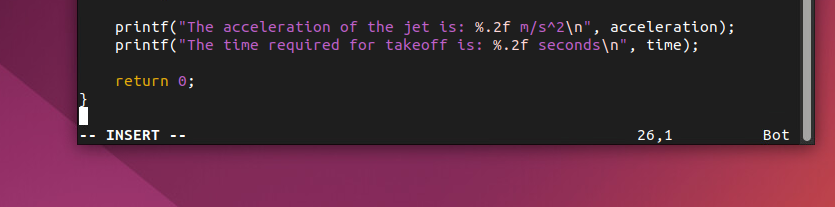 printf("The acceleration of the jet is: %.2f m/s^2\n", acceleration);
printf("The time required for takeoff is: %.2f seconds\n", time);
return 0;
}
-- INSERT -- 26,1 Bot